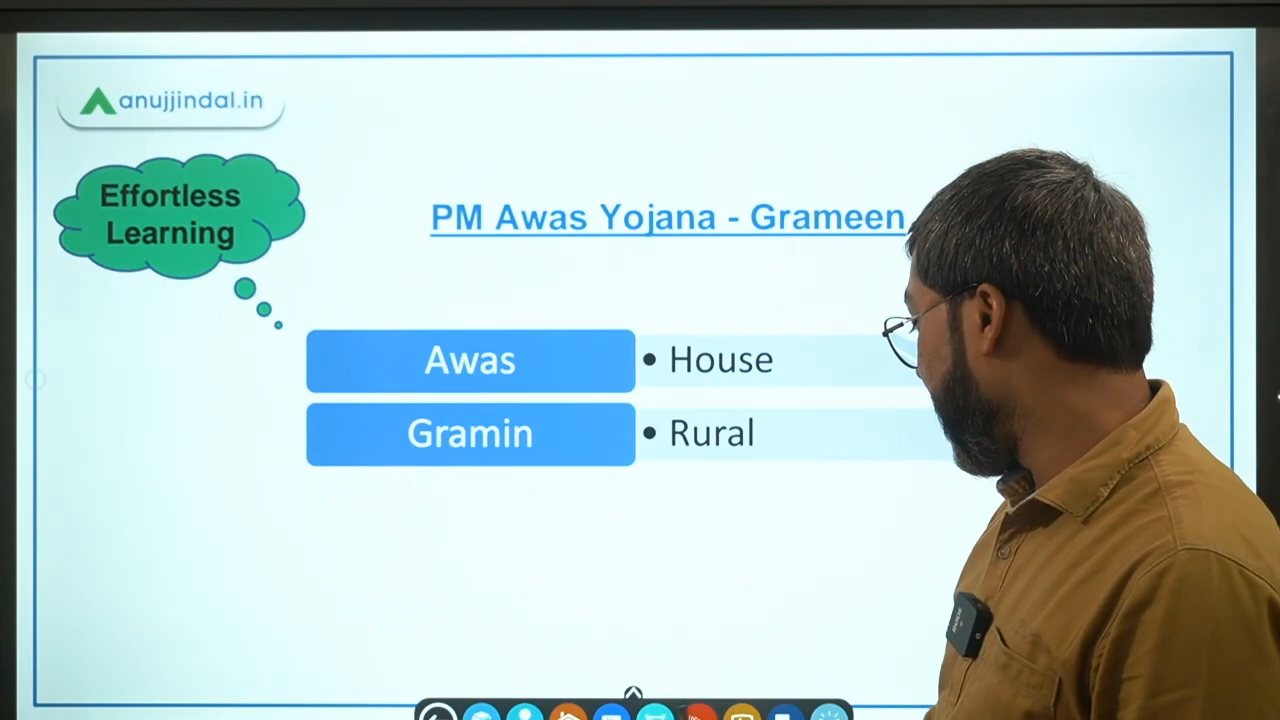 anujjindal.in
Effortless
Learning
PM Awas Yojana - Grameen
Awas
• House
Gramin
• Rural